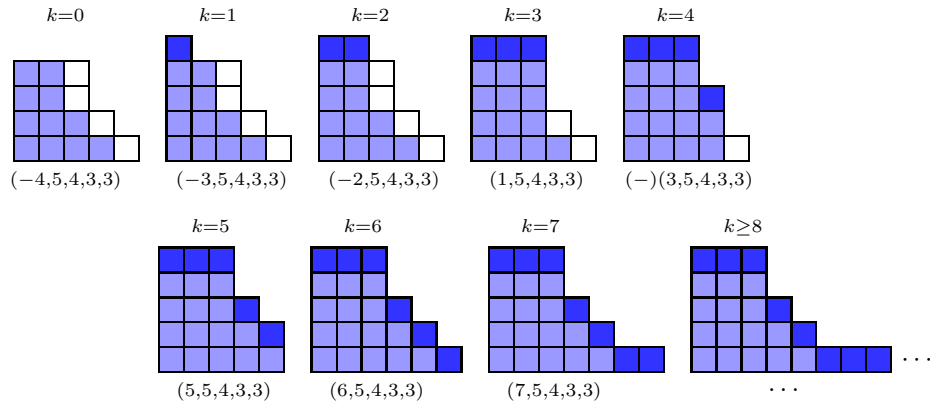 k=0 k=1 k=2 k=3 k=4
(−4,5,4,3,3) (−3,5,4,3,3) (−2,5,4,3,3) (1,5,4,3,3) (−)(3,5,4,3,3)
k=5 k=6 k=7 k≥8
(5,5,4,3,3) (6,5,4,3,3) (7,5,4,3,3) ⋯ ⋯